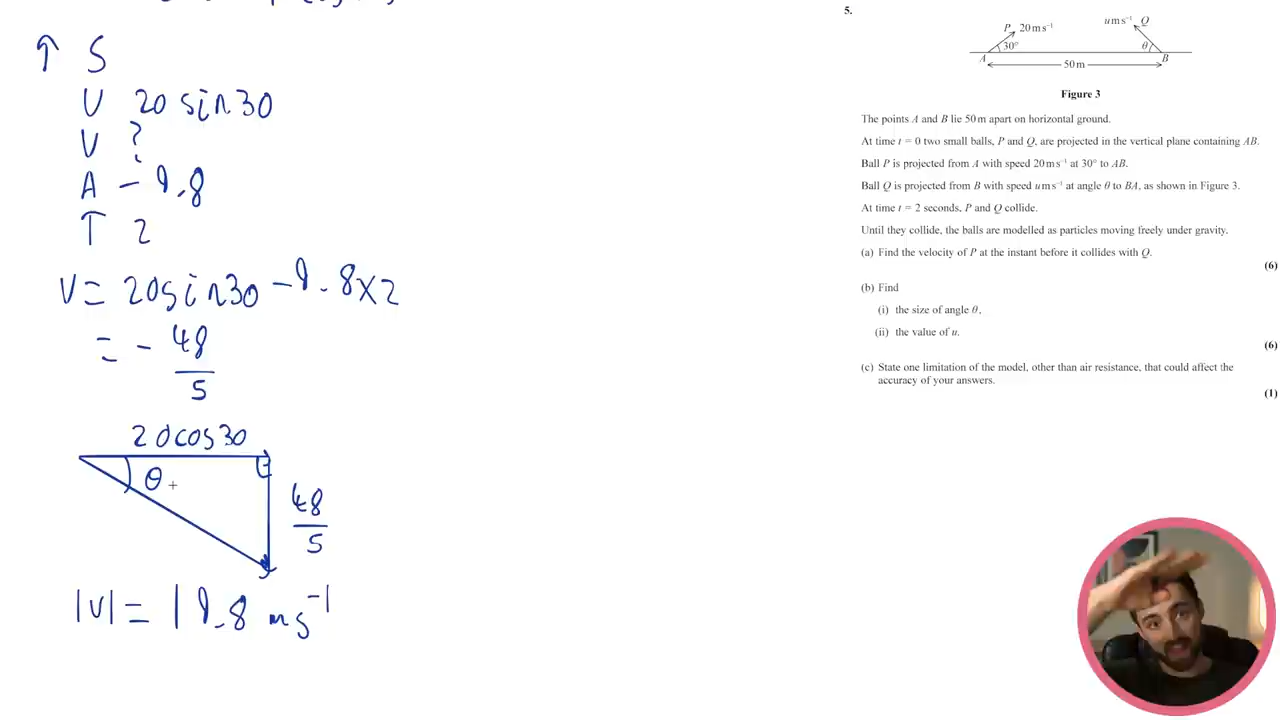 ↑ S
U 20 sin 30
V ?
A -9.8
T 2
V = 20sin30 -9.8×2
= - 48/5
20cos30
θ
48/5
|V| = 19.8 ms⁻¹
5.
P 20 m s⁻¹
u m s⁻¹ Q
30°
θ
A
B
50 m
Figure 3
The points A and B lie 50 m apart on horizontal ground.
At time t = 0 two small balls, P and Q, are projected in the vertical plane containing AB.
Ball P is projected from A with speed 20 m s⁻¹ at 30° to AB.
Ball Q is projected from B with speed u m s⁻¹ at angle θ to BA, as shown in Figure 3.
At time t = 2 seconds, P and Q collide.
Until they collide, the balls are modelled as particles moving freely under gravity.
(a) Find the velocity of P at the instant before it collides with Q.
(6)
(b) Find
(i) the size of angle θ,
(ii) the value of u.
(6)
(c) State one limitation of the model, other than air resistance, that could affect the
accuracy of your answers.
(1)